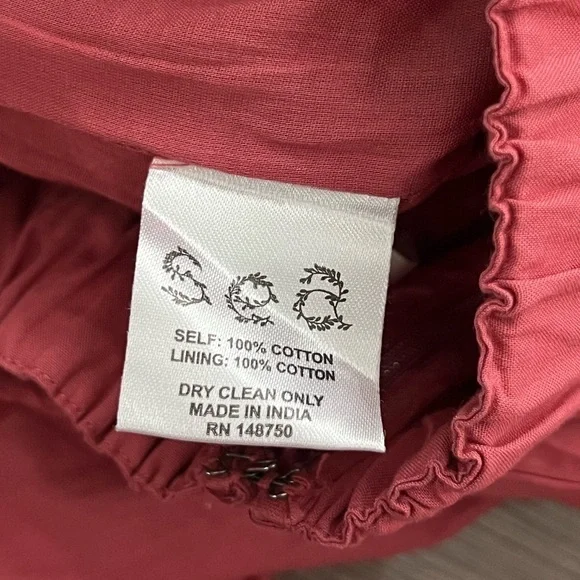 SELF: 100% COTTON
LINING: 100% COTTON
DRY CLEAN ONLY
MADE IN INDIA
RN 148750